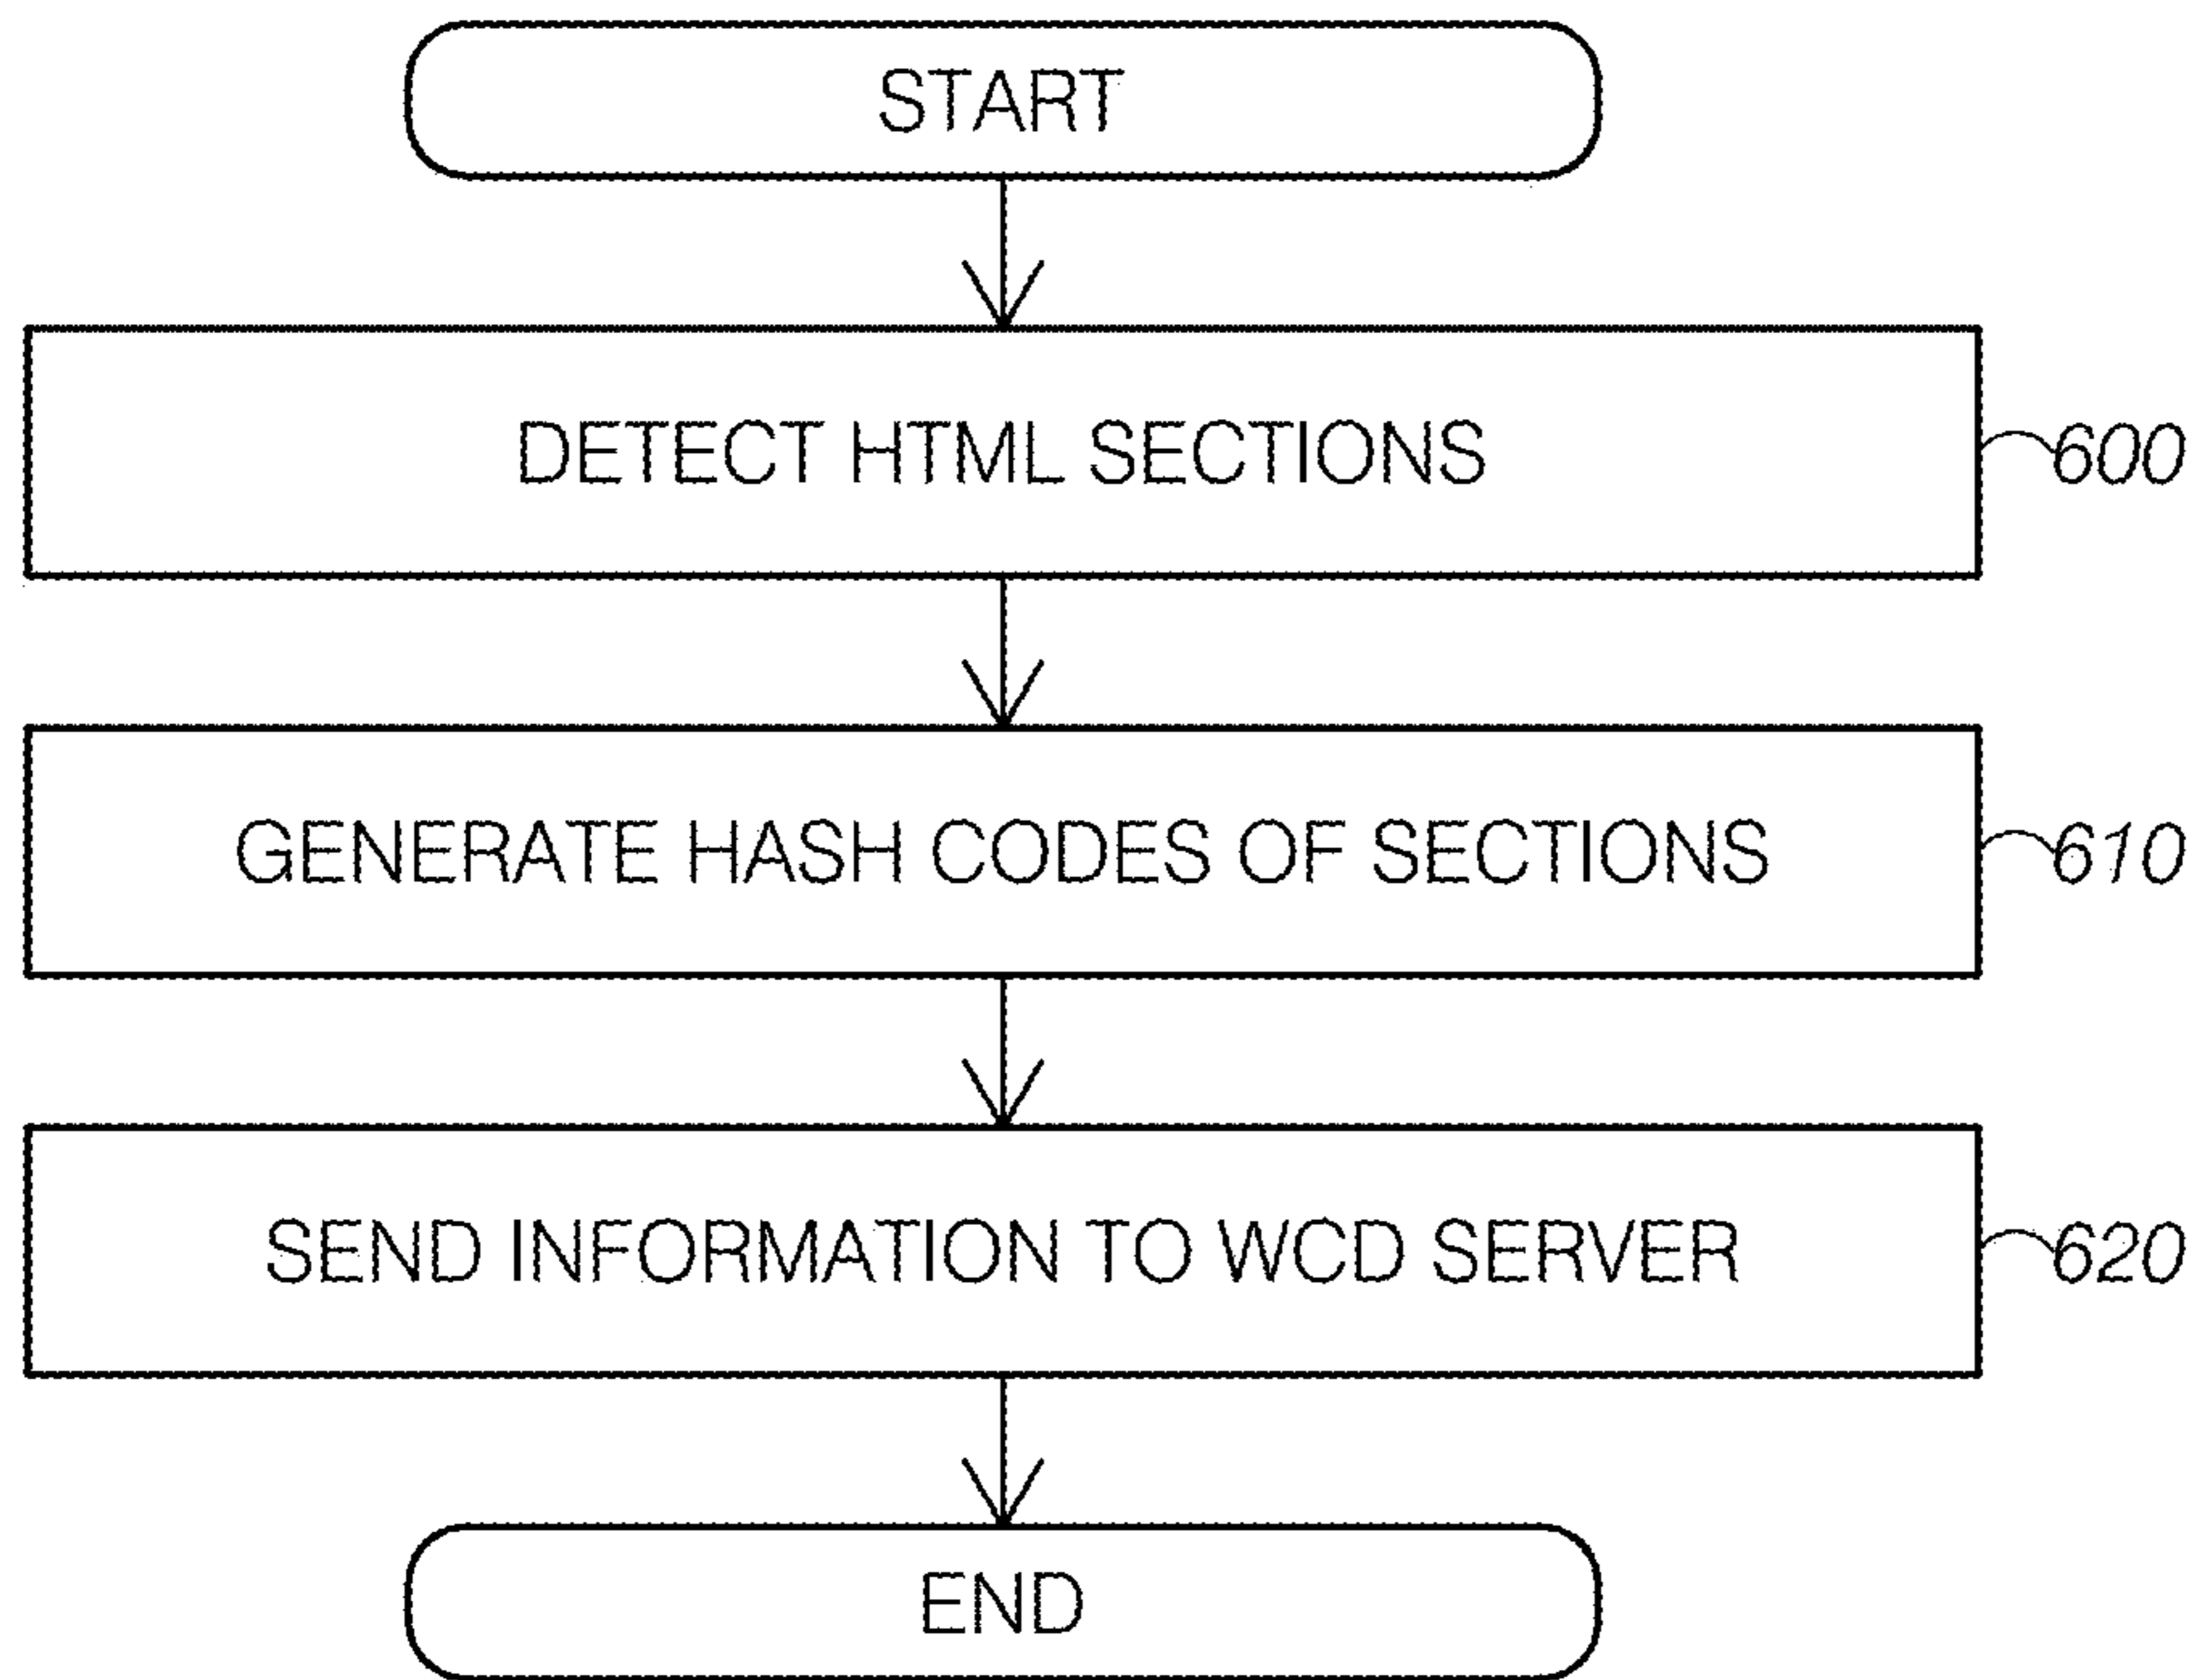 START
DETECT HTML SECTIONS
600
GENERATE HASH CODES OF SECTIONS
610
SEND INFORMATION TO WCD SERVER
620
END